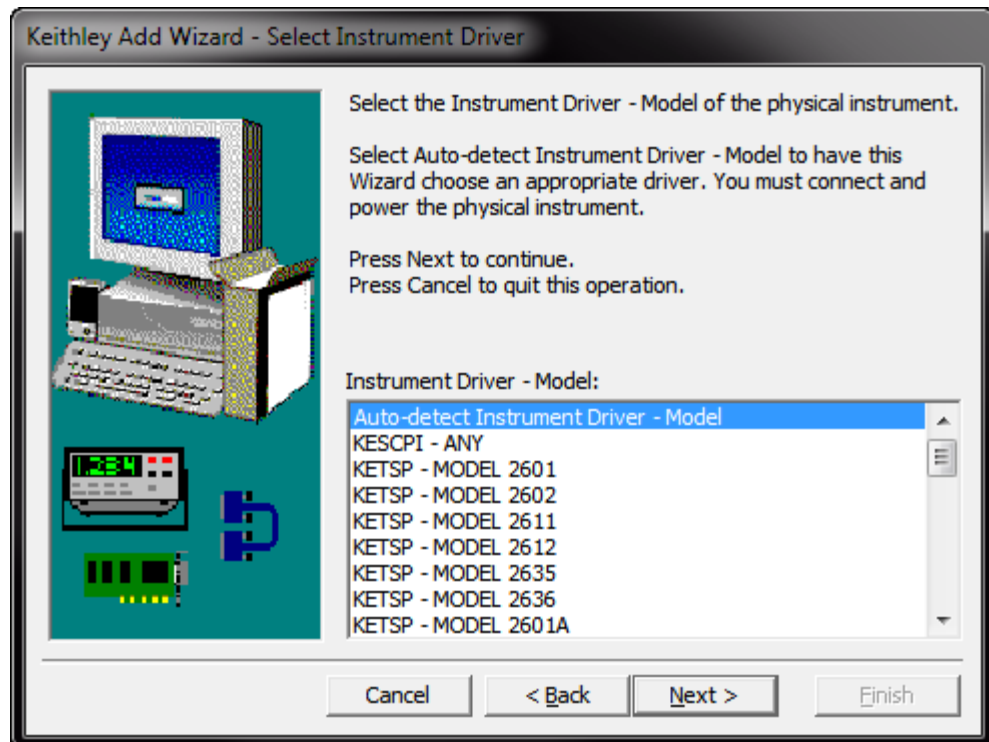 Keithley Add Wizard - Select Instrument Driver
Select the Instrument Driver - Model of the physical instrument.
Select Auto-detect Instrument Driver - Model to have this
Wizard choose an appropriate driver. You must connect and
power the physical instrument.
Press Next to continue.
Press Cancel to quit this operation.
1.234
Instrument Driver - Model:
Auto-detect Instrument Driver - Model
KESCPI - ANY
KETSP - MODEL 2601
KETSP - MODEL 2602
KETSP - MODEL 2611
KETSP - MODEL 2612
KETSP - MODEL 2635
KETSP - MODEL 2636
KETSP - MODEL 2601A
Cancel
< Back
Next >
Finish